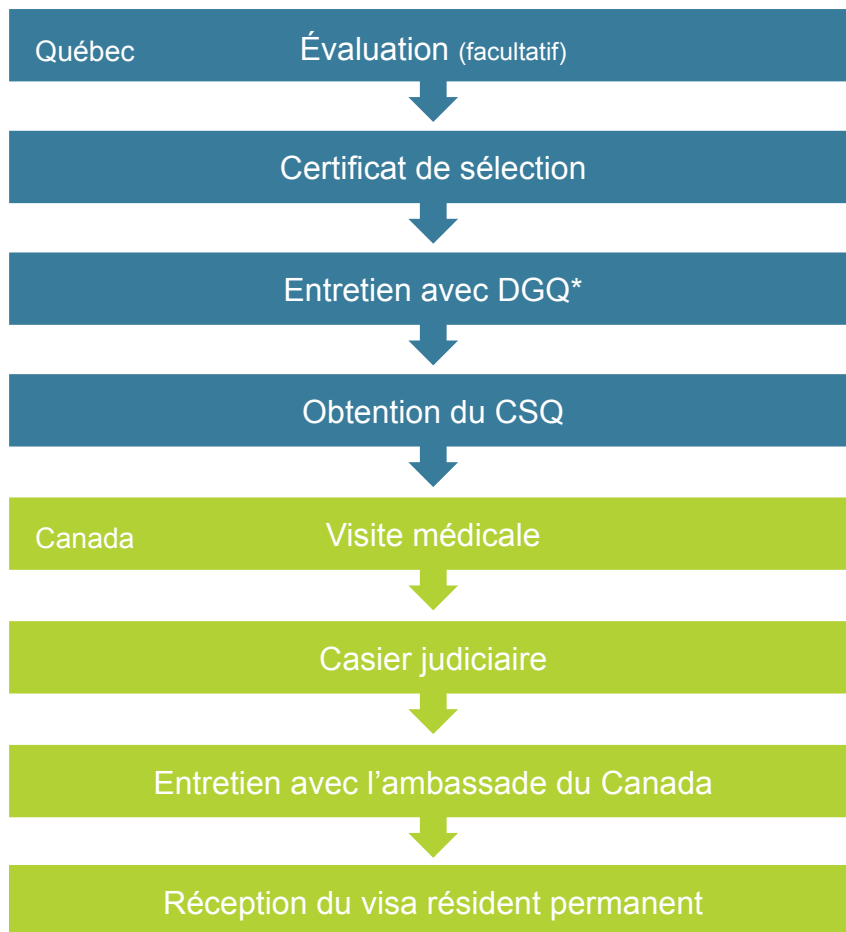 Québec Évaluation (facultatif)
Certificat de sélection
Entretien avec DGQ*
Obtention du CSQ
Canada Visite médicale
Casier judiciaire
Entretien avec l’ambassade du Canada
Réception du visa résident permanent